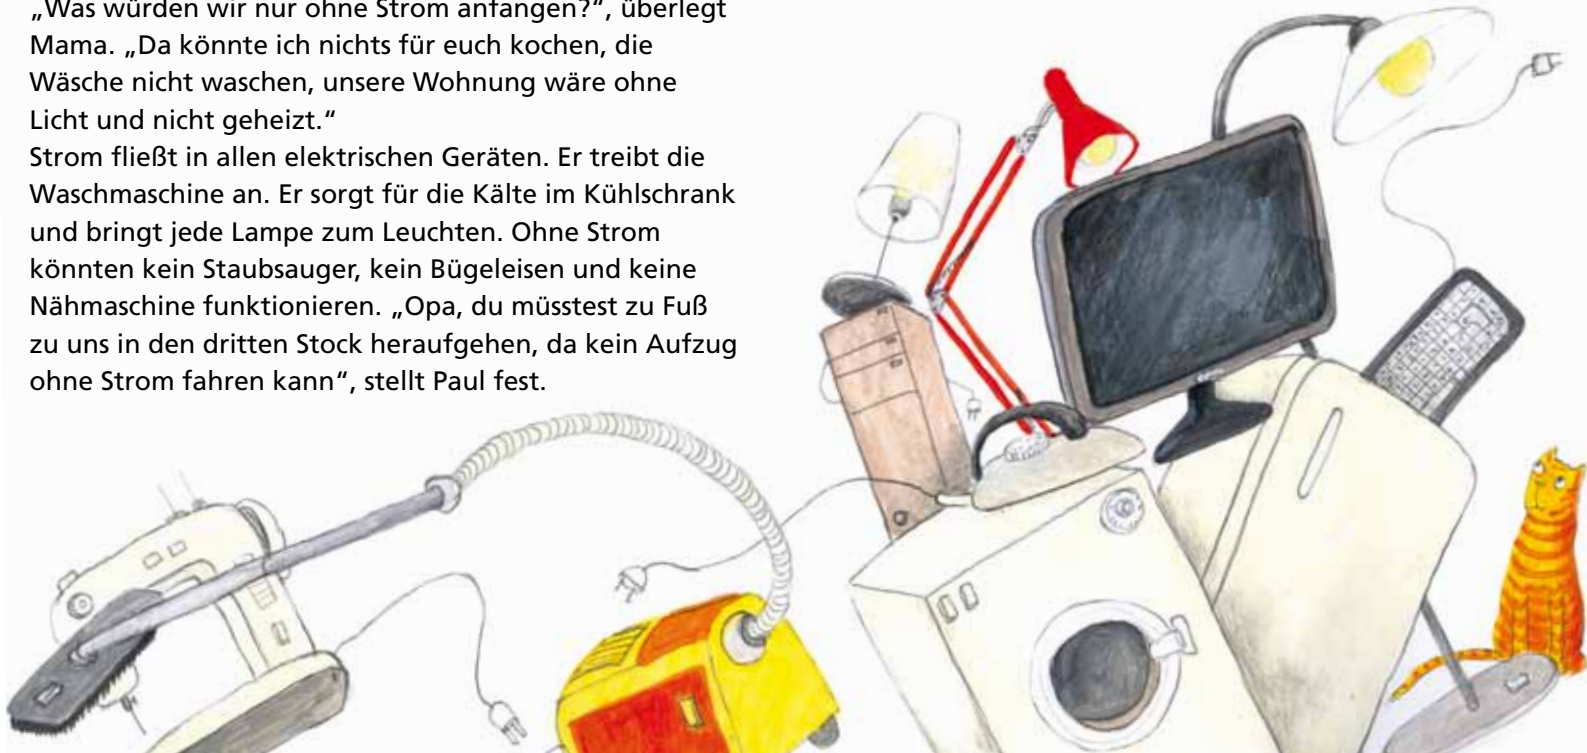 „Was würden wir nur ohne Strom anfangen?“, überlegt
Mama. „Da könnte ich nichts für euch kochen, die
Wäsche nicht waschen, unsere Wohnung wäre ohne
Licht und nicht geheizt.“
Strom fließt in allen elektrischen Geräten. Er treibt die
Waschmaschine an. Er sorgt für die Kälte im Kühlschrank
und bringt jede Lampe zum Leuchten. Ohne Strom
könnten kein Staubsauger, kein Bügeleisen und keine
Nähmaschine funktionieren. „Opa, du müsstest zu Fuß
zu uns in den dritten Stock heraufgehen, da kein Aufzug
ohne Strom fahren kann“, stellt Paul fest.